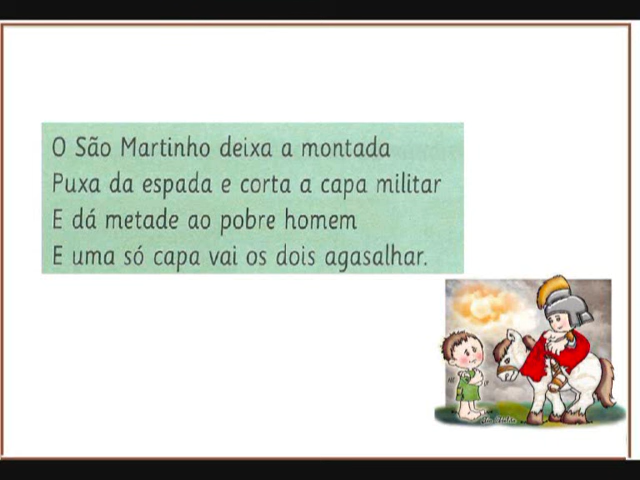 O São Martinho deixa a montada
Puxa da espada e corta a capa militar
E dá metade ao pobre homem
E uma só capa vai os dois agasalhar.